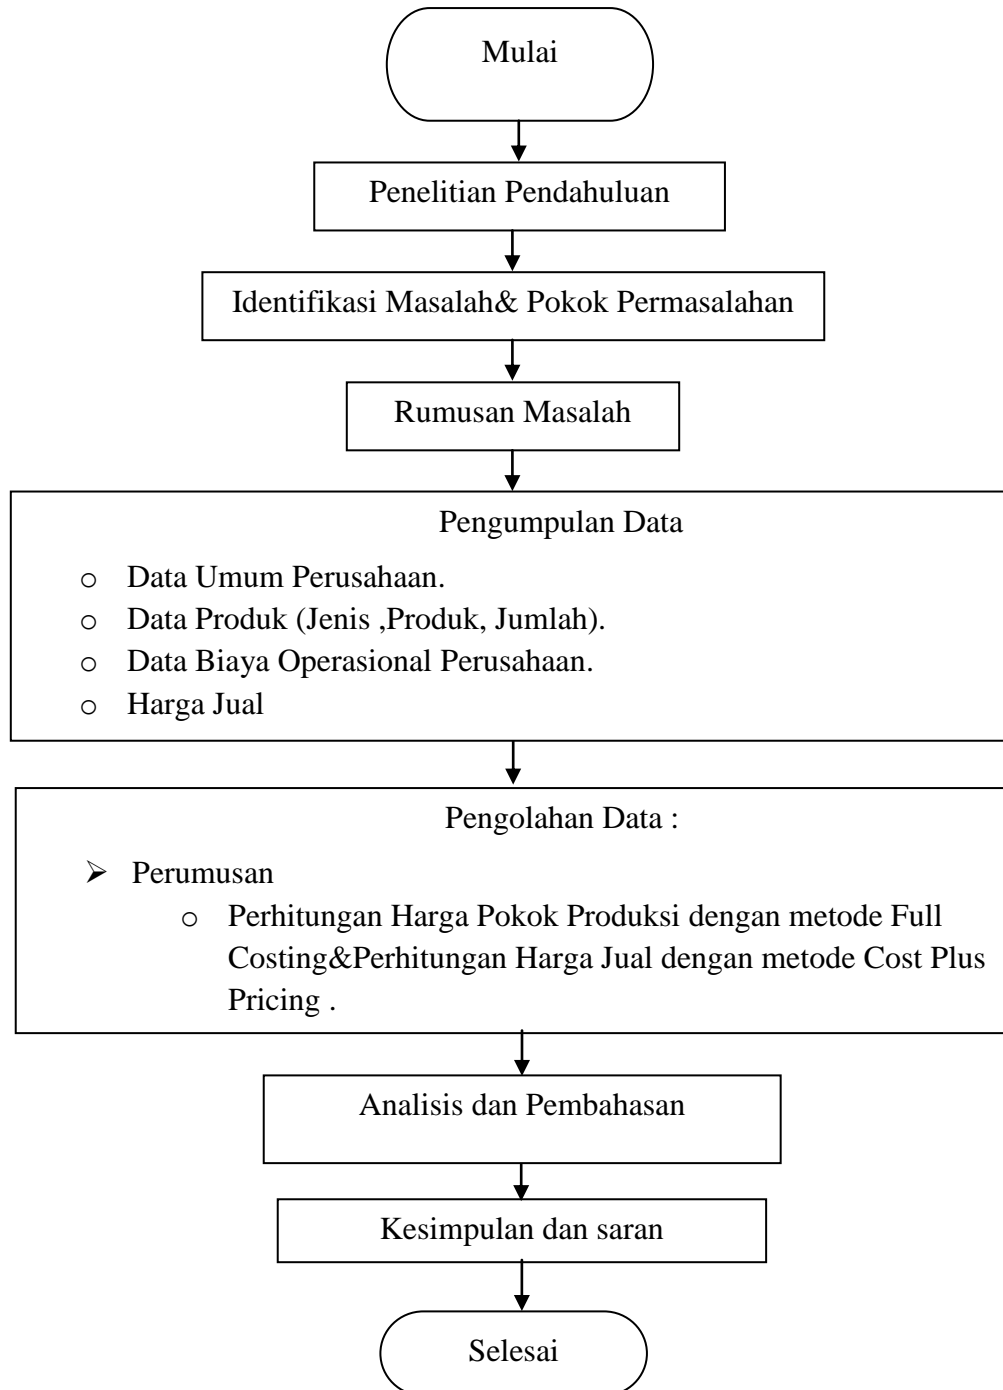 Mulai
Penelitian Pendahuluan
Identifikasi Masalah& Pokok Permasalahan
Rumusan Masalah
Pengumpulan Data
o Data Umum Perusahaan.
o Data Produk (Jenis ,Produk, Jumlah).
o Data Biaya Operasional Perusahaan.
o Harga Jual
Pengolahan Data :
➢ Perumusan
o Perhitungan Harga Pokok Produksi dengan metode Full
Costing&Perhitungan Harga Jual dengan metode Cost Plus
Pricing .
Analisis dan Pembahasan
Kesimpulan dan saran
Selesai